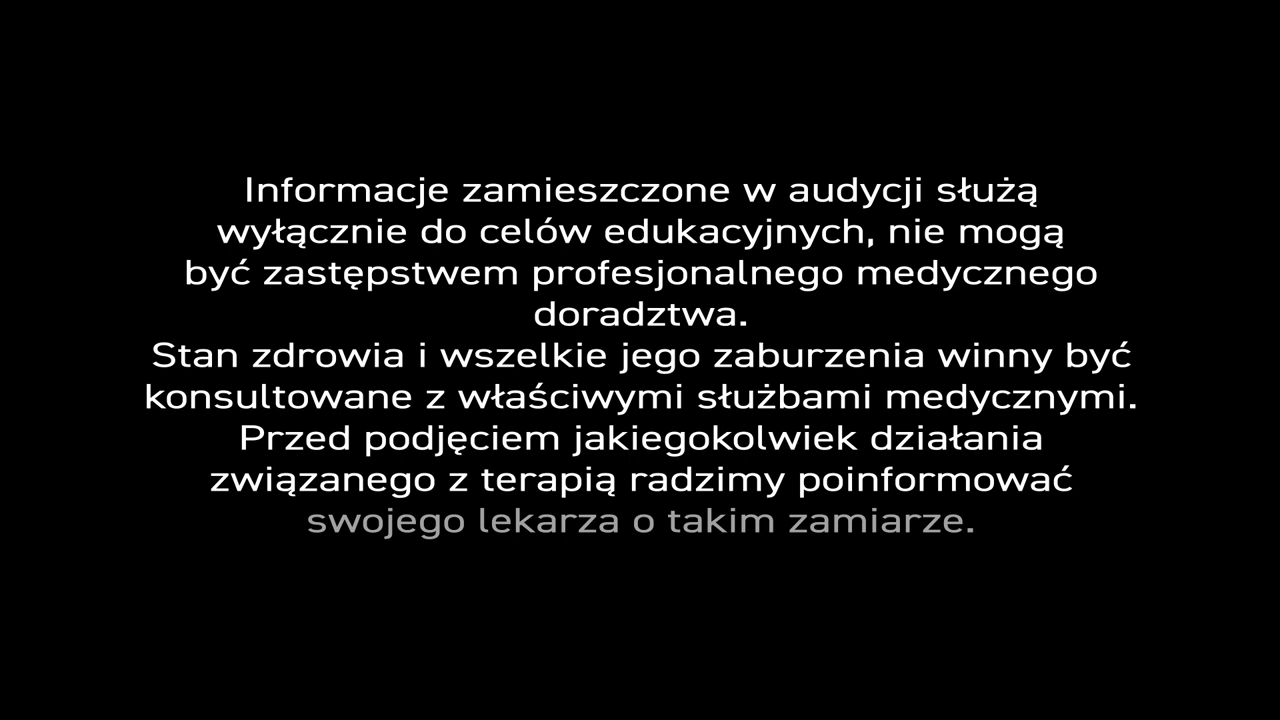 Informacje zamieszczone w audycji służą
wyłącznie do celów edukacyjnych, nie mogą
być zastępstwem profesjonalnego medycznego
doradztwa.
Stan zdrowia i wszelkie jego zaburzenia winny być
konsultowane z właściwymi służbami medycznymi.
Przed podjęciem jakiegokolwiek działania
związanego z terapią radzimy poinformować
swojego lekarza o takim zamiarze.